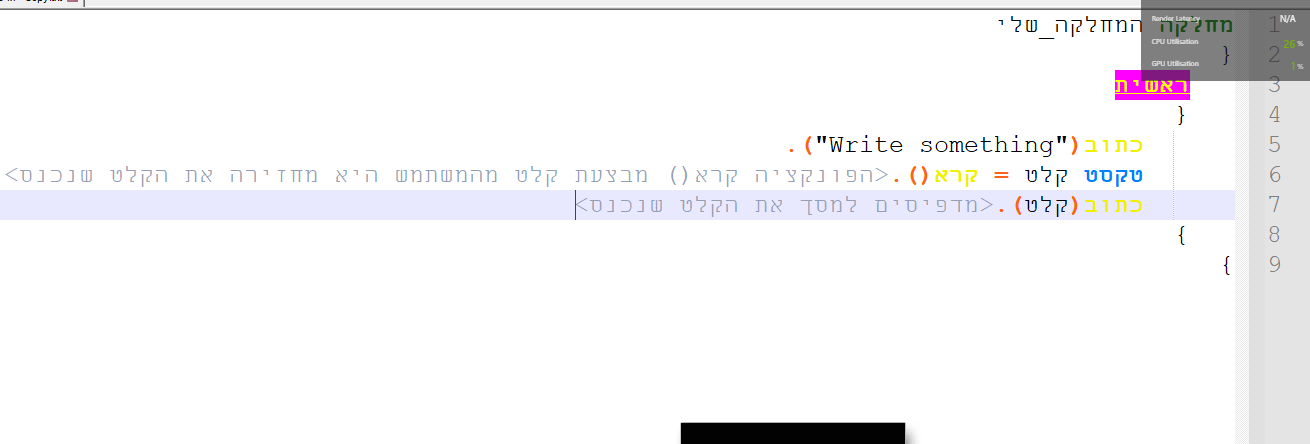 מחלקה המחלקה_שלי 1
{ 2
ראשית 3
{ 4
כתוב("Write something"). 5
טקסט קלט = קרא().>הפונקציה קרא() מבצעת קלט מהמשתמש היא מחזירה את הקלט שנכנס> 6
כתוב(קלט).>מדפיסים למסך את הקלט שנכנס> 7
} 8
} 9
Render Latency N/A
CPU Utilisation 26 %
GPU Utilisation 1 %